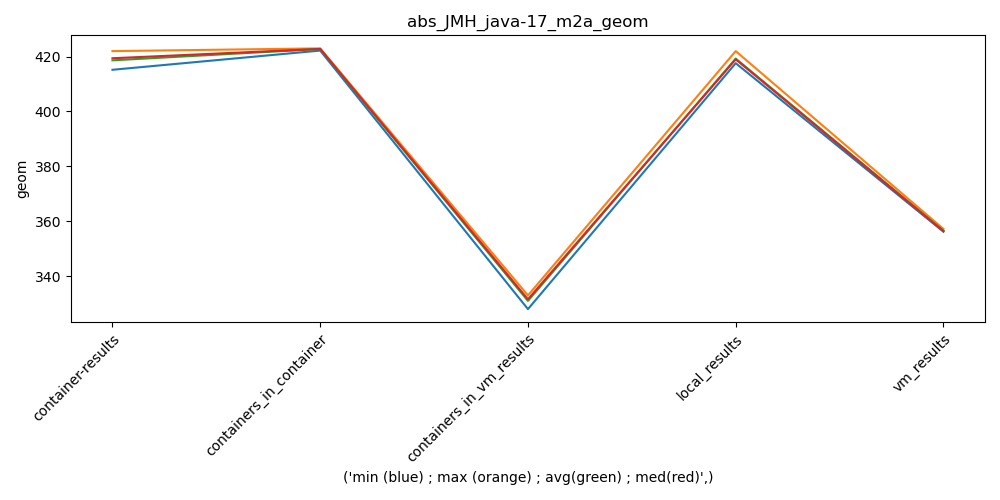 abs_JMH_java-17_m2a_geom
geom
420
400
380
360
340
container-results
containers_in_container
containers_in_vm_results
local_results
vm_results
('min (blue) ; max (orange) ; avg(green) ; med(red)',)